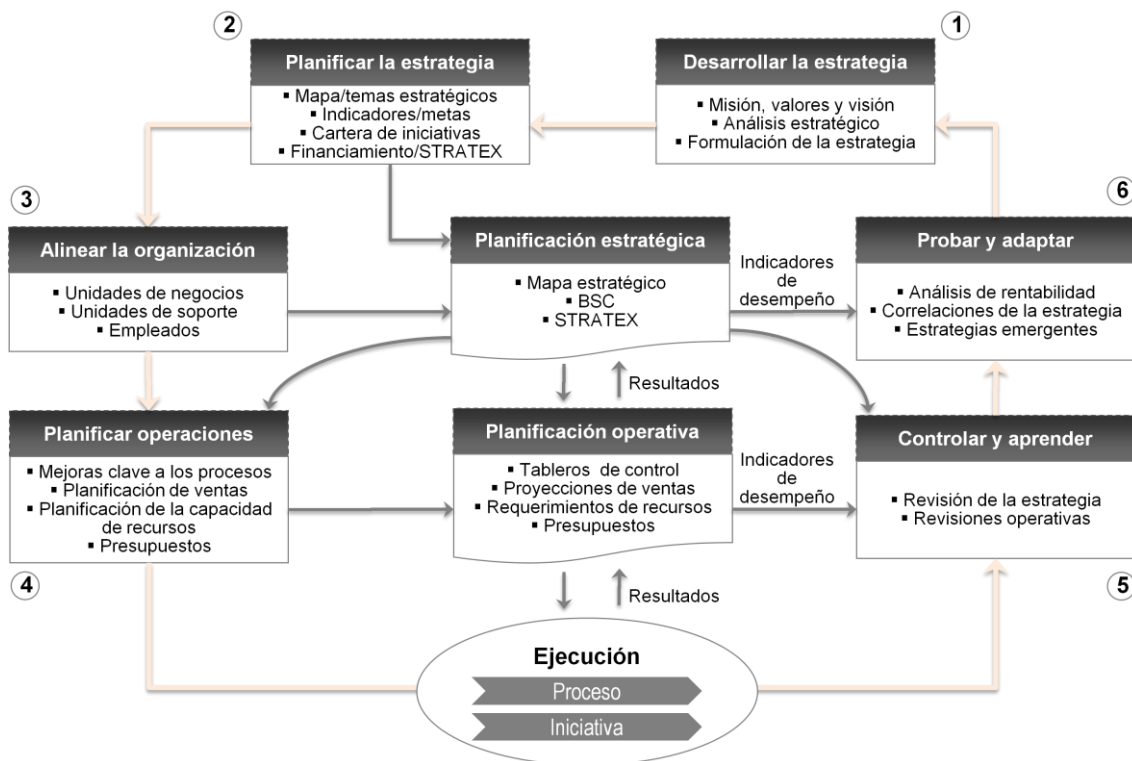 2
Planificar la estrategia
▪ Mapa/temas estratégicos
▪ Indicadores/metas
▪ Cartera de iniciativas
▪ Financiamiento/STRATEX
1
Desarrollar la estrategia
▪ Misión, valores y visión
▪ Análisis estratégico
▪ Formulación de la estrategia
3
Alinear la organización
▪ Unidades de negocios
▪ Unidades de soporte
▪ Empleados
Planificación estratégica
▪ Mapa estratégico
▪ BSC
▪ STRATEX
Indicadores
de
desempeño
6
Probar y adaptar
▪ Análisis de rentabilidad
▪ Correlaciones de la estrategia
▪ Estrategias emergentes
Resultados
Planificar operaciones
▪ Mejoras clave a los procesos
▪ Planificación de ventas
▪ Planificación de la capacidad
de recursos
▪ Presupuestos
4
Planificación operativa
▪ Tableros de control
▪ Proyecciones de ventas
▪ Requerimientos de recursos
▪ Presupuestos
Indicadores
de
desempeño
Controlar y aprender
▪ Revisión de la estrategia
▪ Revisiones operativas
5
Resultados
Ejecución
Proceso
Iniciativa